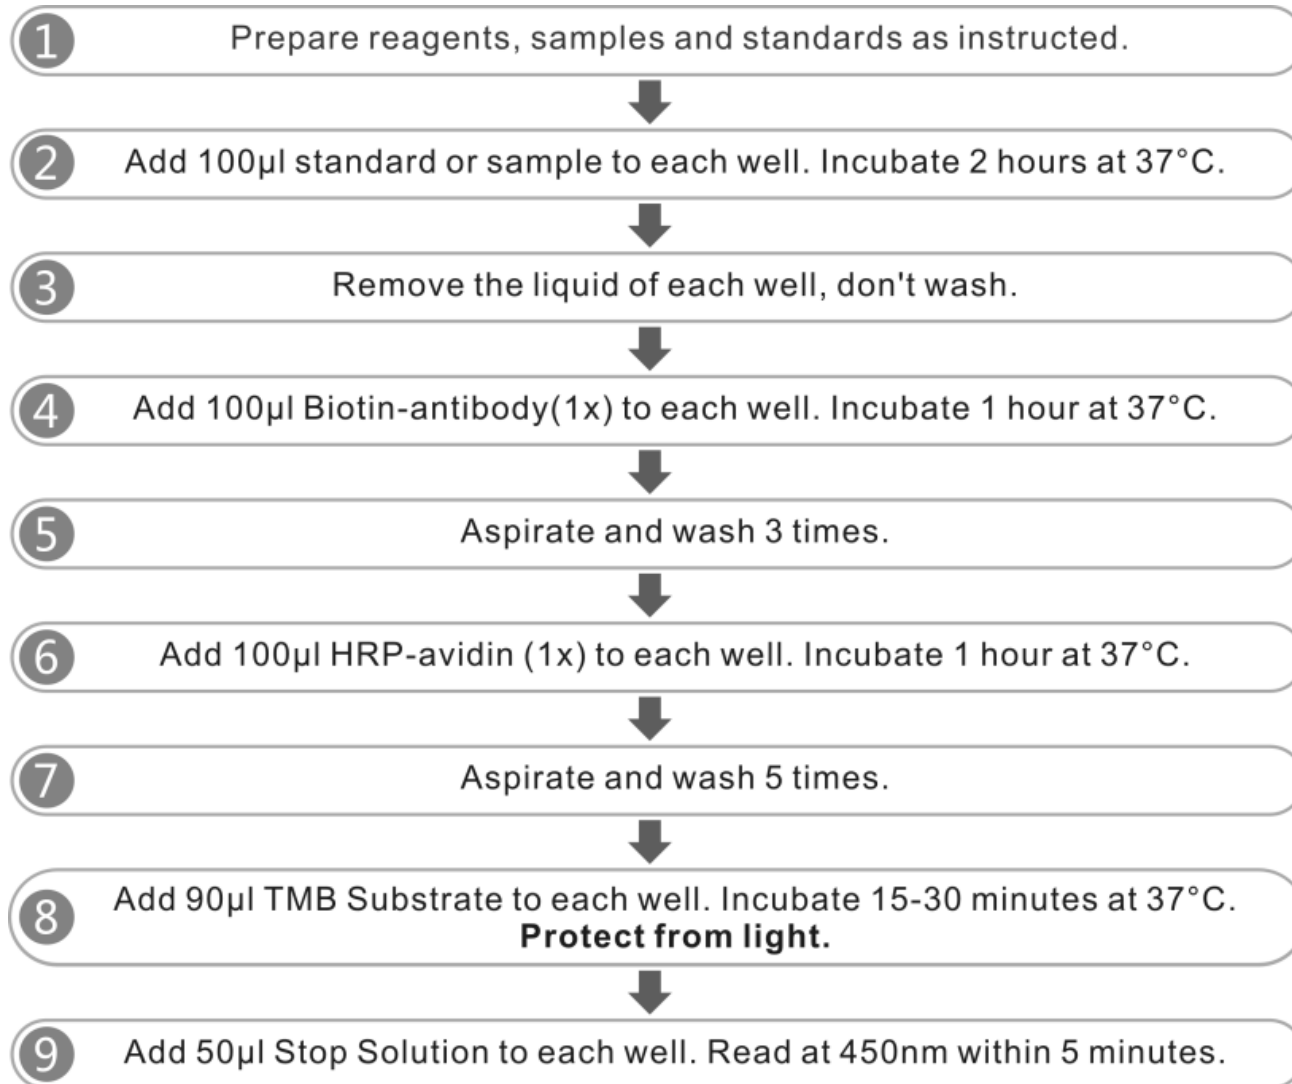 1 Prepare reagents, samples and standards as instructed.
2 Add 100μl standard or sample to each well. Incubate 2 hours at 37°C.
3 Remove the liquid of each well, don't wash.
4 Add 100μl Biotin-antibody(1x) to each well. Incubate 1 hour at 37°C.
5 Aspirate and wash 3 times.
6 Add 100μl HRP-avidin (1x) to each well. Incubate 1 hour at 37°C.
7 Aspirate and wash 5 times.
8 Add 90μl TMB Substrate to each well. Incubate 15-30 minutes at 37°C.
Protect from light.
9 Add 50μl Stop Solution to each well. Read at 450nm within 5 minutes.